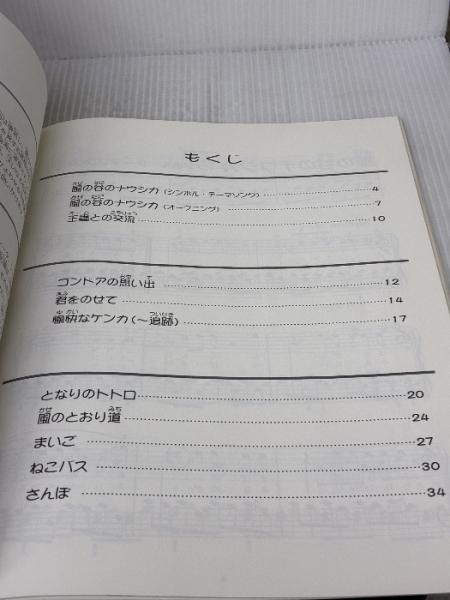 もくじ
風の谷のナウシカ（シンボル・テーマソング）……4
風の谷のナウシカ（オープニング）……7
王蟲との交流……10
コンドアの思い出……12
君をのせて……14
愉快なケンカ（～追跡）……17
となりのトトロ……20
風のとおり道……24
まいご……27
ねこバス……30
さんぽ……34